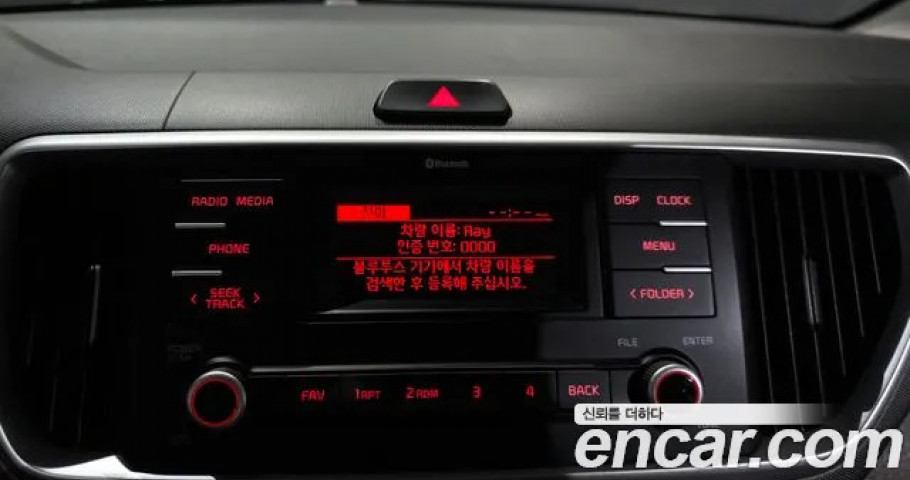 Bluetooth
RADIO MEDIA
PHONE
< SEEK TRACK >
--:--
차량 이름: Ray
인증 번호: 0000
블루투스 기기에서 차량 이름을
검색한 후 등록해 주십시오.
DISP CLOCK
MENU
< FOLDER >
FILE ENTER
FAV 1 RPT 2 RDM 3 4 BACK
신뢰를 더하다
encar.com